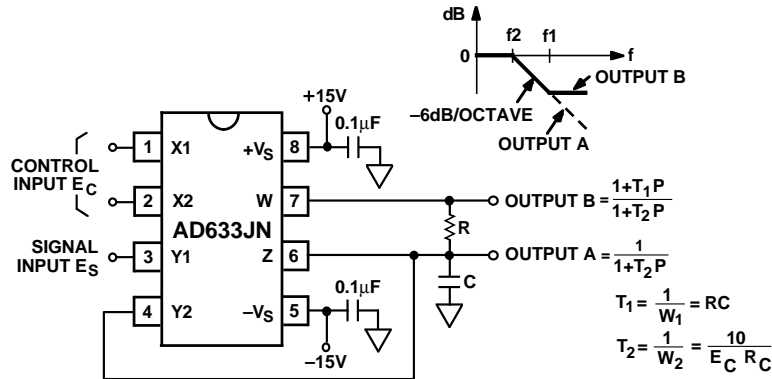 dB
f2 f1
0 f
OUTPUT B
–6dB/OCTAVE
OUTPUT A
+15V
0.1µF
1 X1 +VS 8
CONTROL INPUT EC
2 X2 W 7
OUTPUT B = 1+T1P / 1+T2P
AD633JN
R
SIGNAL INPUT ES
3 Y1 Z 6
OUTPUT A = 1 / 1+T2P
C
0.1µF
4 Y2 –VS 5
–15V
T1 = 1 / W1 = RC
T2 = 1 / W2 = 10 / EC RC